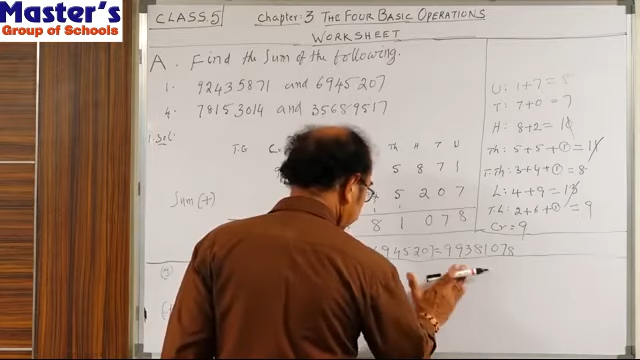 Master's
Group of Schools
CLASS.5 Chapter:3 THE FOUR BASIC OPERATIONS
WORKSHEET
A. Find the Sum of the following.
1. 92435871 and 6945207
4. 78153014 and 35689517
1. Sol:
T.C Th H T U
5 8 7 1
Sum (+) 5 2 0 7
8 1 0 7 8
6945207=99381078
U: 1+7=8
T: 7+0=7
H: 8+2=10
Th: 5+5+1=11
T.Th: 3+4+1=8
L: 4+9=13
T.L: 2+6+1=9
Cr=9